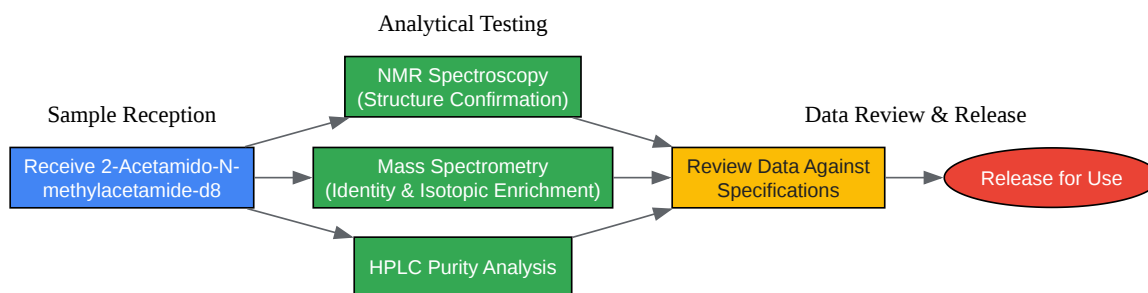 Analytical Testing
NMR Spectroscopy
(Structure Confirmation)
Sample Reception
Data Review & Release
Receive 2-Acetamido-N-
methylacetamide-d8
Mass Spectrometry
(Identity & Isotopic Enrichment)
Review Data Against
Specifications
Release for Use
HPLC Purity Analysis